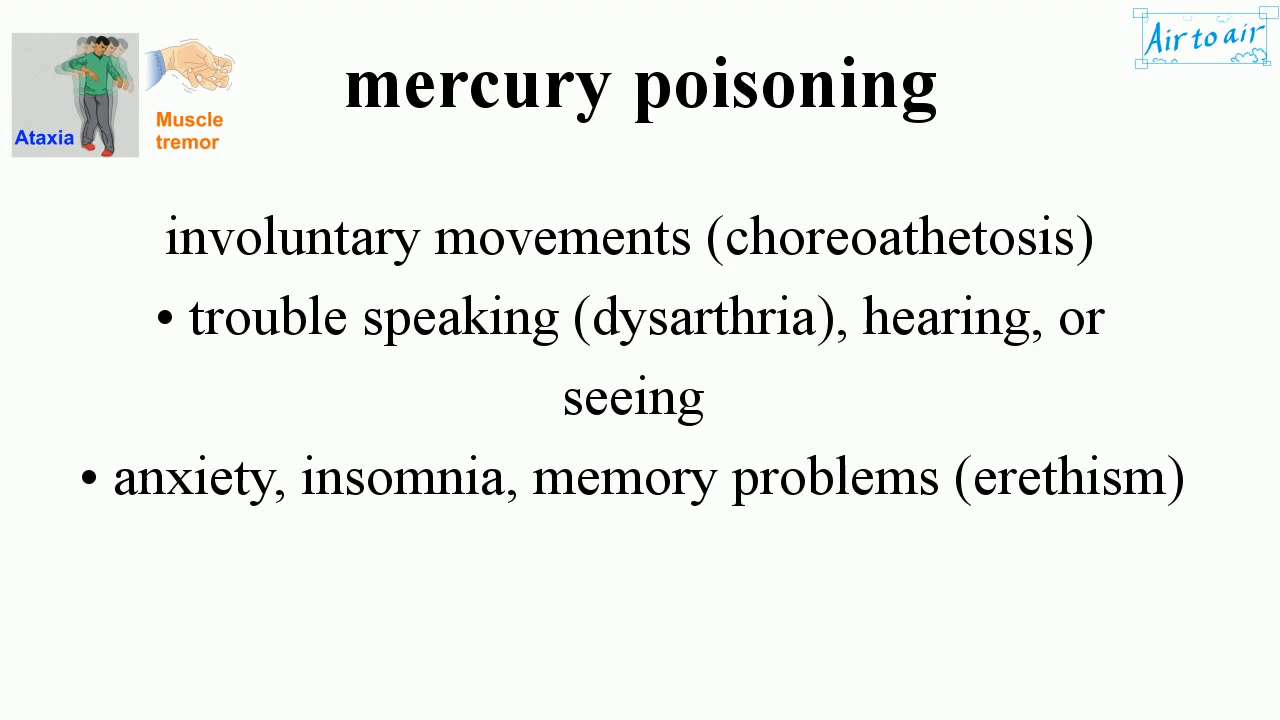 Air to air
mercury poisoning
Ataxia
Muscle
tremor
involuntary movements (choreoathetosis)
• trouble speaking (dysarthria), hearing, or
seeing
• anxiety, insomnia, memory problems (erethism)